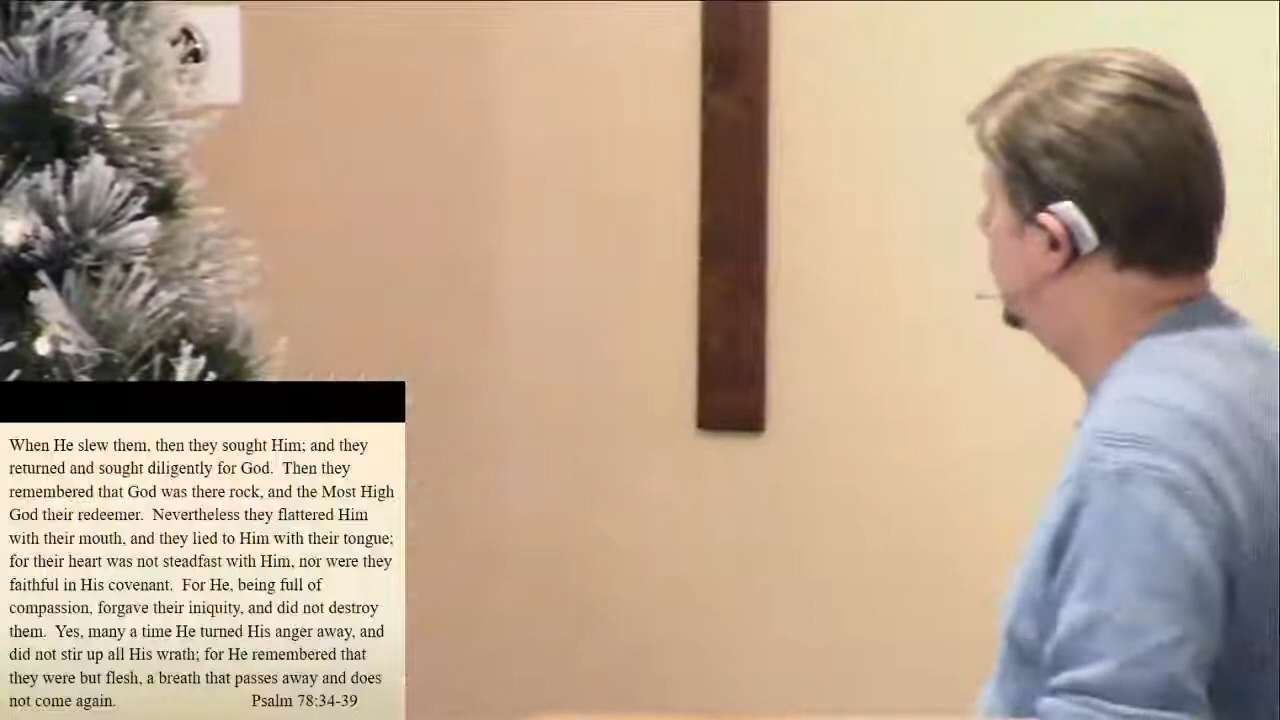 When He slew them, then they sought Him; and they
returned and sought diligently for God.  Then they
remembered that God was there rock, and the Most High
God their redeemer.  Nevertheless they flattered Him
with their mouth, and they lied to Him with their tongue;
for their heart was not steadfast with Him, nor were they
faithful in His covenant.  For He, being full of
compassion, forgave their iniquity, and did not destroy
them.  Yes, many a time He turned His anger away, and
did not stir up all His wrath; for He remembered that
they were but flesh, a breath that passes away and does
not come again. Psalm 78:34-39